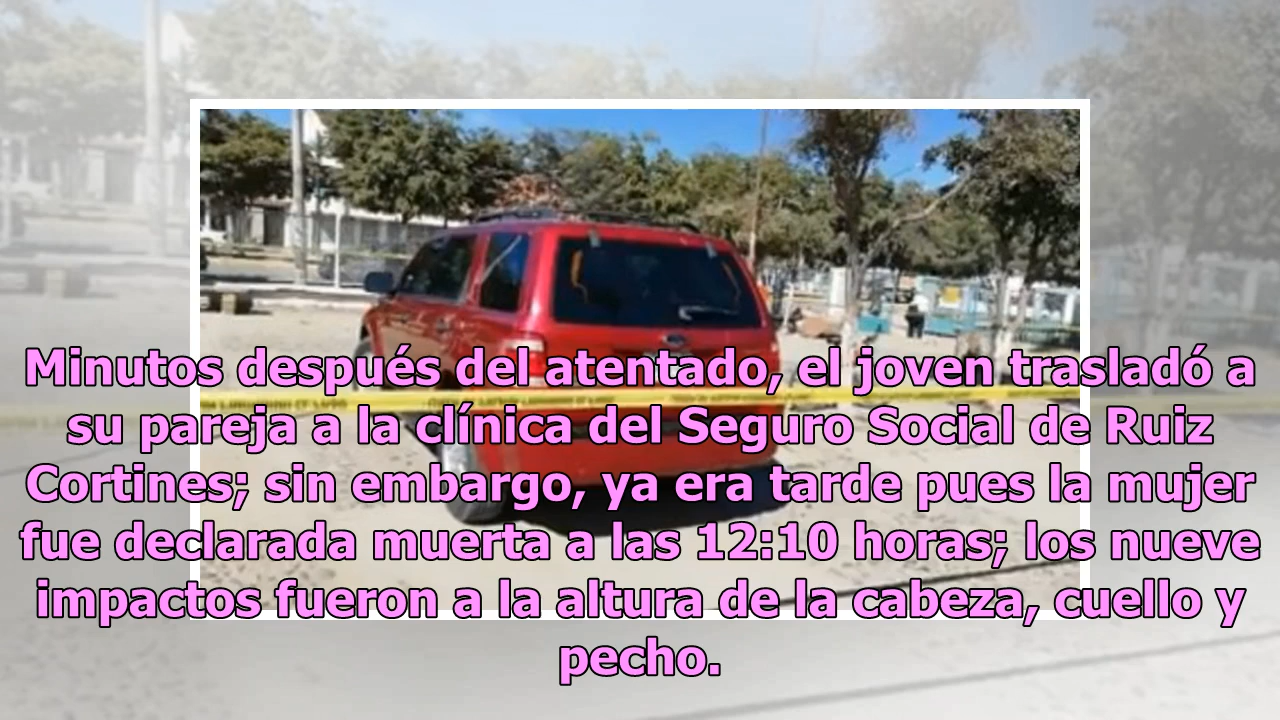 Minutos después del atentado, el joven trasladó a
su pareja a la clínica del Seguro Social de Ruiz
Cortines; sin embargo, ya era tarde pues la mujer
fue declarada muerta a las 12:10 horas; los nueve
impactos fueron a la altura de la cabeza, cuello y
pecho.